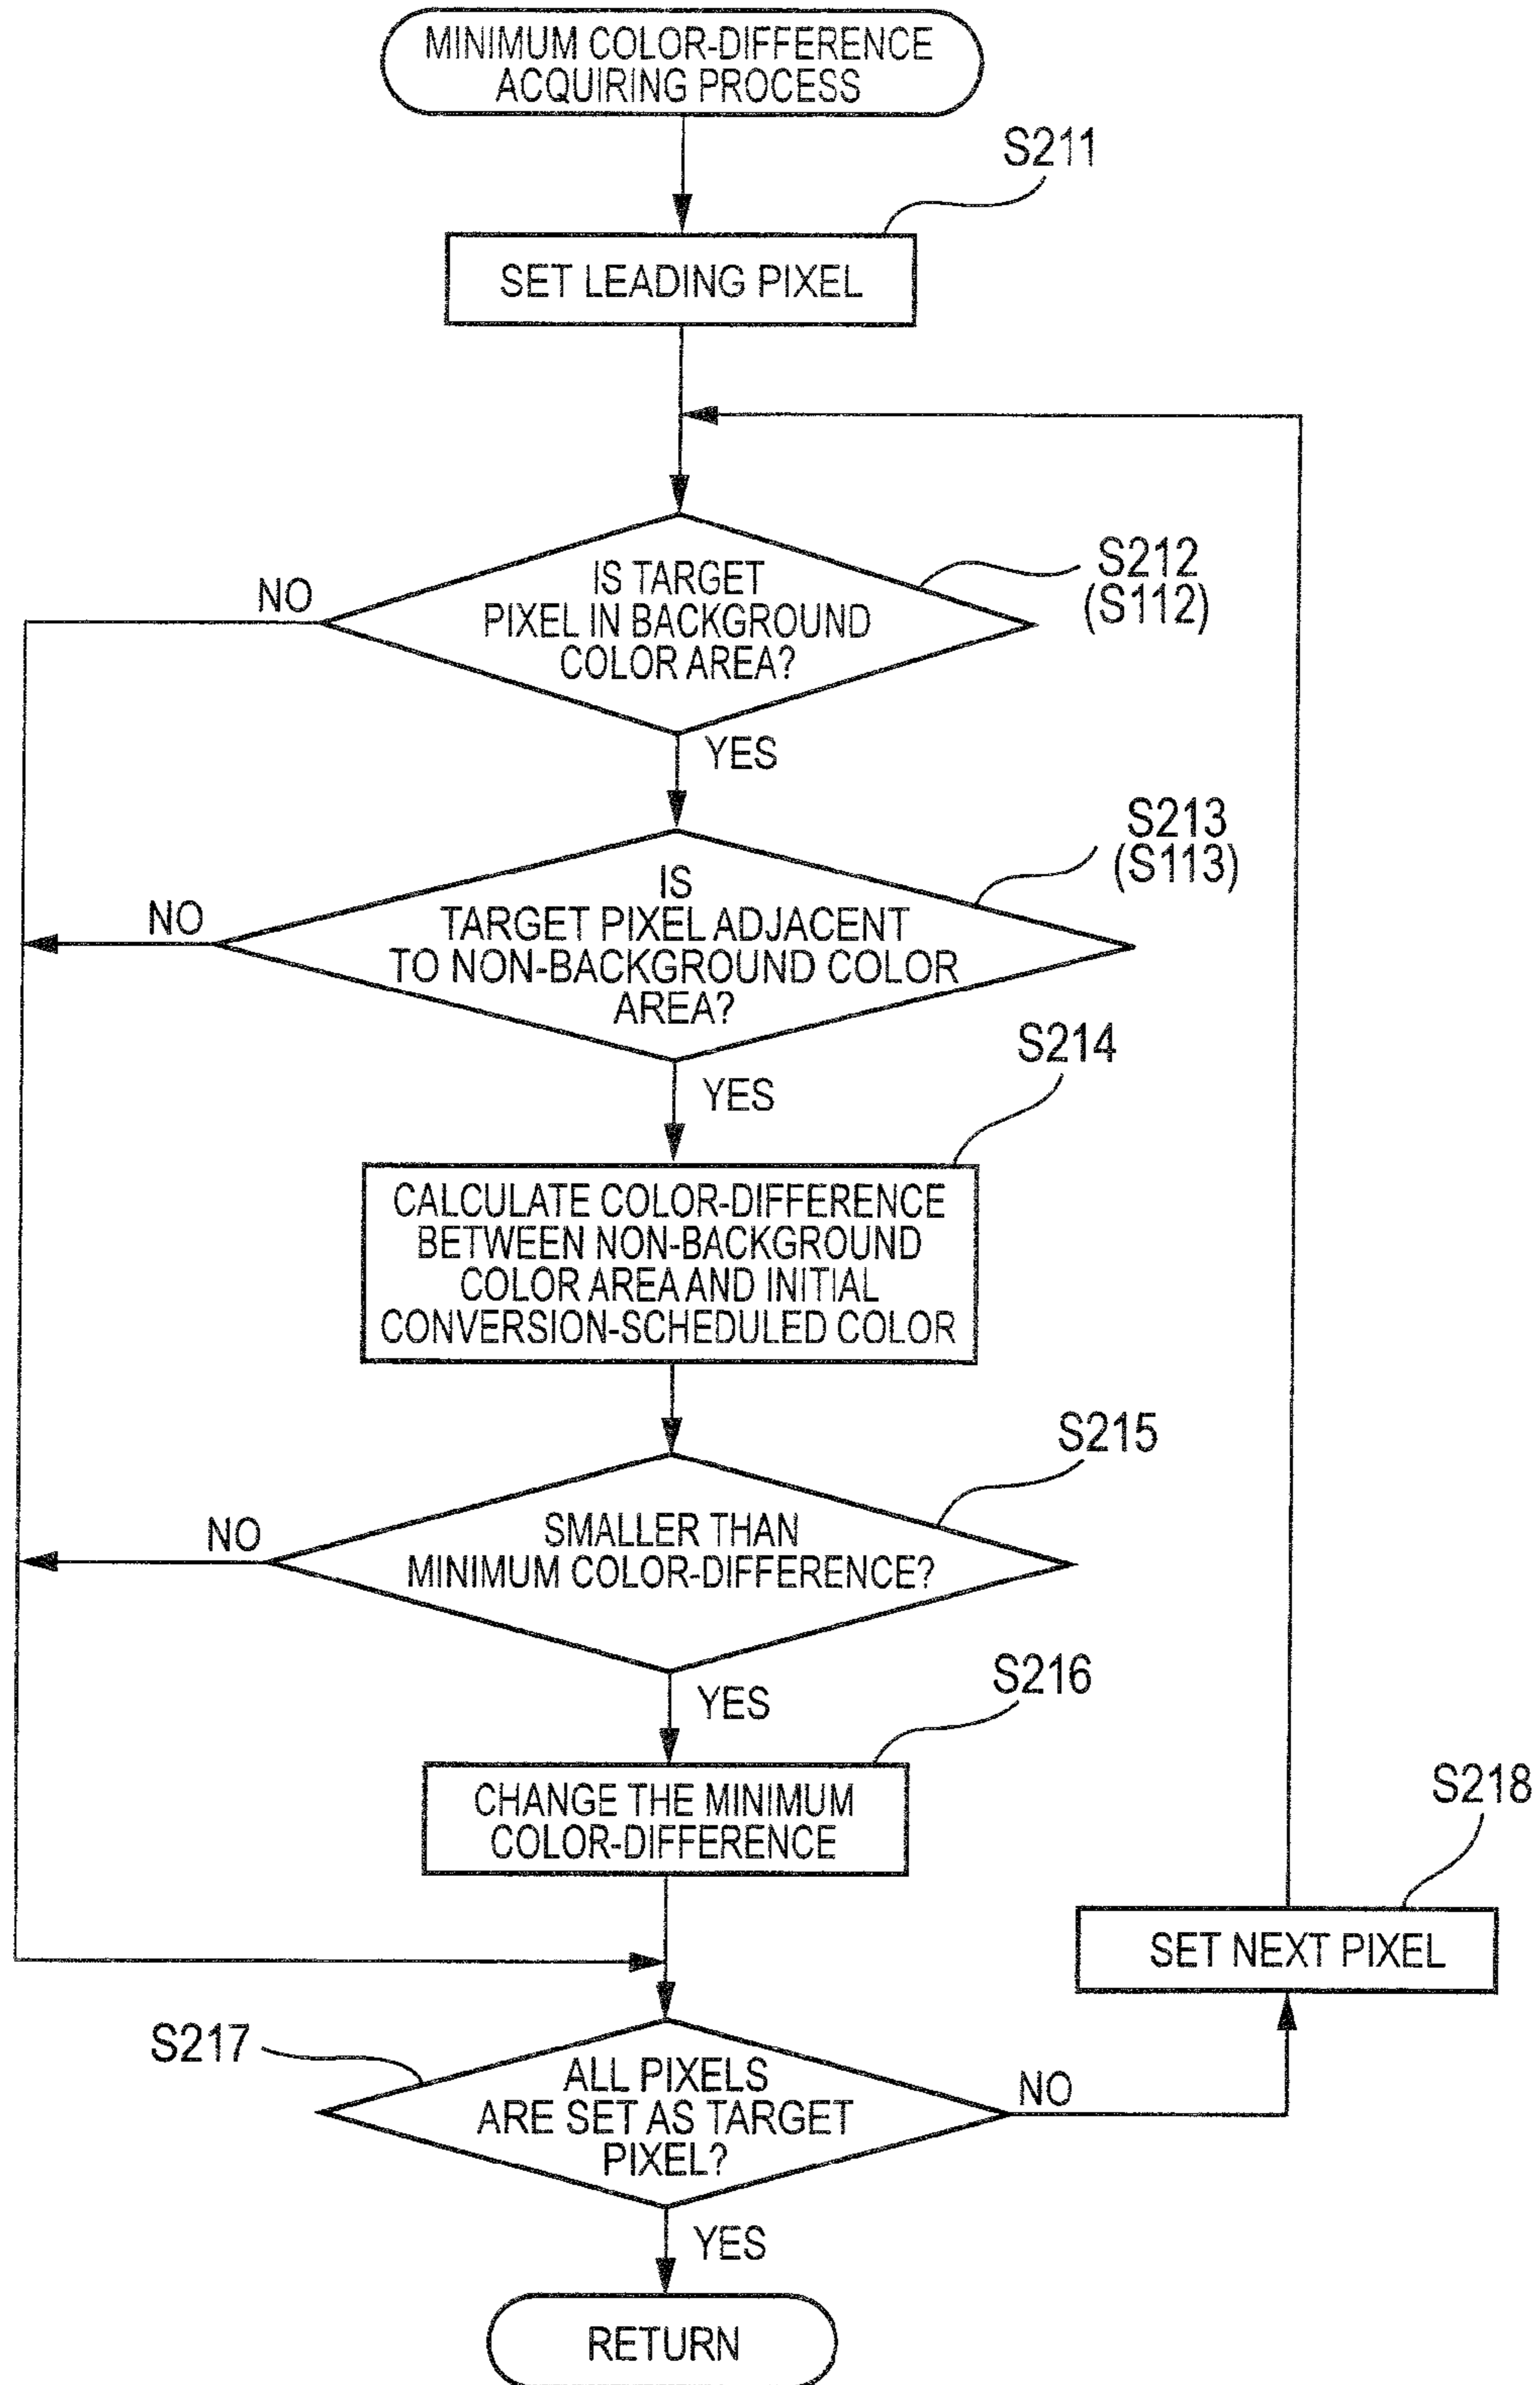 MINIMUM COLOR-DIFFERENCE
ACQUIRING PROCESS
S211
SET LEADING PIXEL
NO
IS TARGET
PIXEL IN BACKGROUND
COLOR AREA?
S212
(S112)
YES
NO
IS
TARGET PIXEL ADJACENT
TO NON-BACKGROUND COLOR
AREA?
S213
(S113)
YES
S214
CALCULATE COLOR-DIFFERENCE
BETWEEN NON-BACKGROUND
COLOR AREA AND INITIAL
CONVERSION-SCHEDULED COLOR
S215
NO
SMALLER THAN
MINIMUM COLOR-DIFFERENCE?
YES
S216
CHANGE THE MINIMUM
COLOR-DIFFERENCE
S218
SET NEXT PIXEL
S217
ALL PIXELS
ARE SET AS TARGET
PIXEL?
NO
YES
RETURN